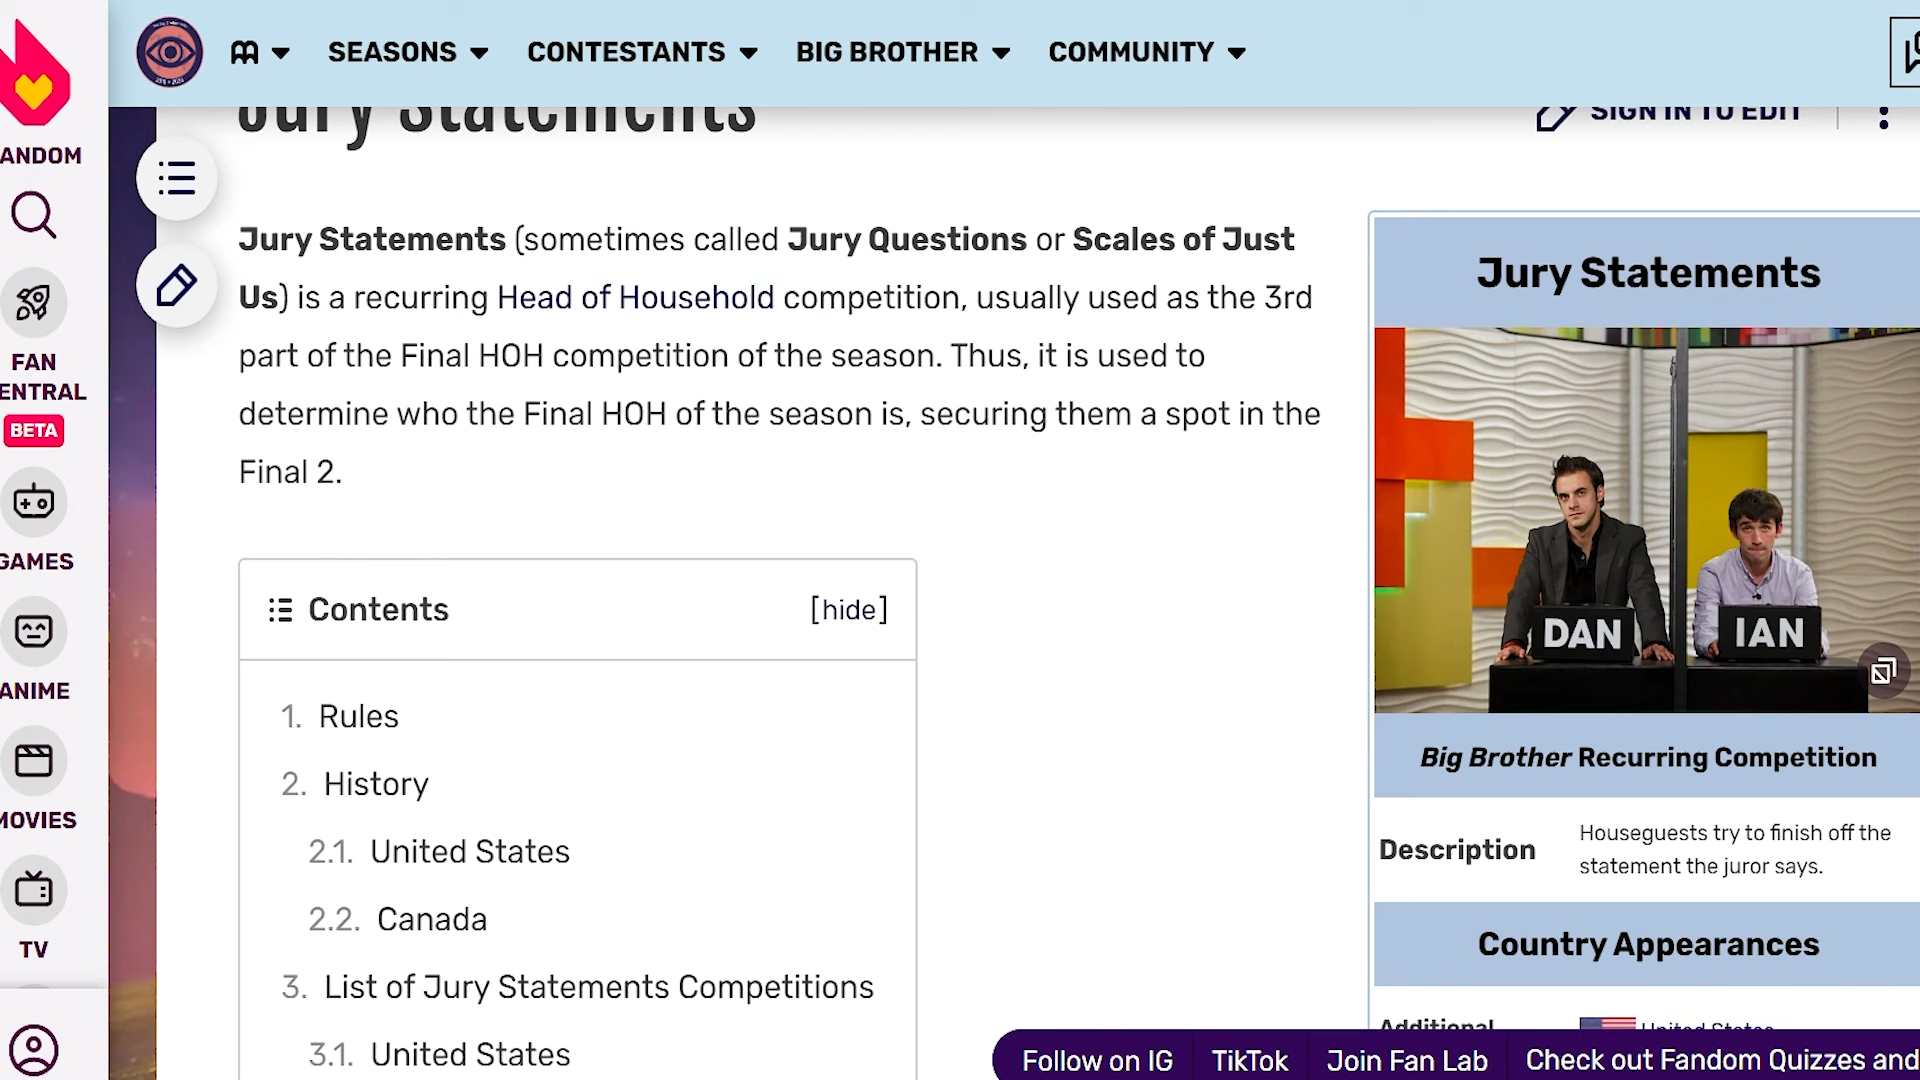 SEASONS
CONTESTANTS
BIG BROTHER
COMMUNITY
Jury Statements
SIGN IN TO EDIT
ANDOM
FAN
ENTRAL
BETA
GAMES
ANIME
MOVIES
TV
Jury Statements (sometimes called Jury Questions or Scales of Just
Us) is a recurring Head of Household competition, usually used as the 3rd
part of the Final HOH competition of the season. Thus, it is used to
determine who the Final HOH of the season is, securing them a spot in the
Final 2.
Contents
[hide]
1. Rules
2. History
2.1. United States
2.2. Canada
3. List of Jury Statements Competitions
3.1. United States
Jury Statements
DAN
IAN
Big Brother Recurring Competition
Description
Houseguests try to finish off the
statement the juror says.
Country Appearances
Additional
United States
Follow on IG
TikTok
Join Fan Lab
Check out Fandom Quizzes and